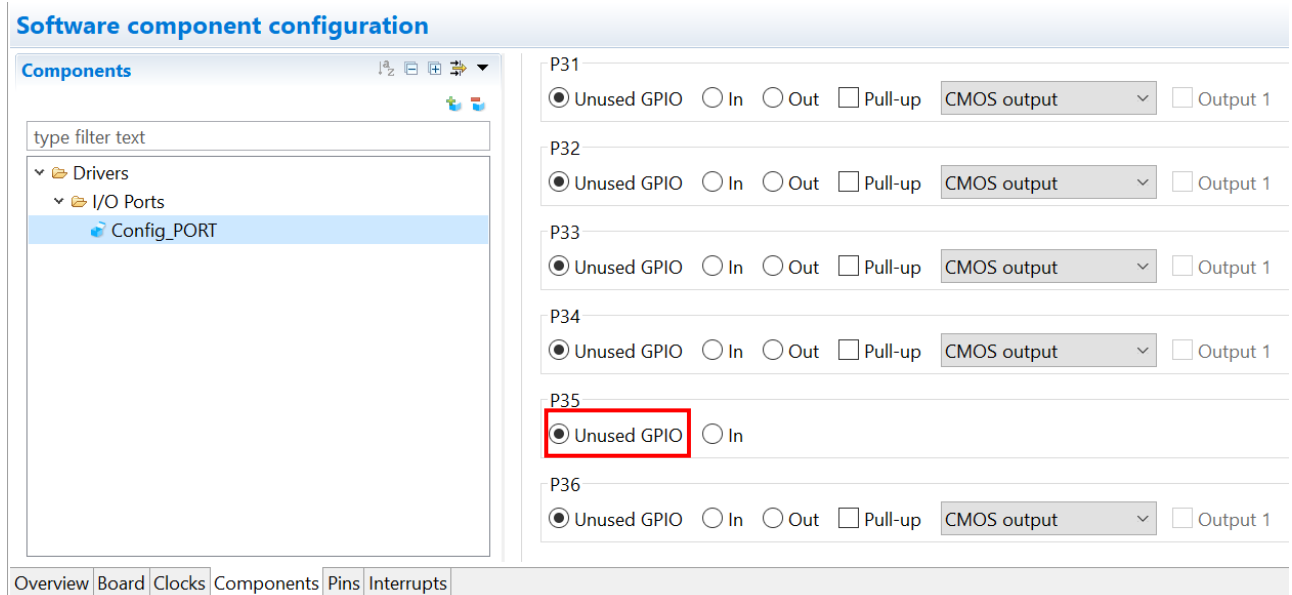 Software component configuration
Components
type filter text
Drivers
I/O Ports
Config_PORT
P31
Unused GPIO In Out Pull-up CMOS output Output 1
P32
Unused GPIO In Out Pull-up CMOS output Output 1
P33
Unused GPIO In Out Pull-up CMOS output Output 1
P34
Unused GPIO In Out Pull-up CMOS output Output 1
P35
Unused GPIO In
P36
Unused GPIO In Out Pull-up CMOS output Output 1
Overview Board Clocks Components Pins Interrupts